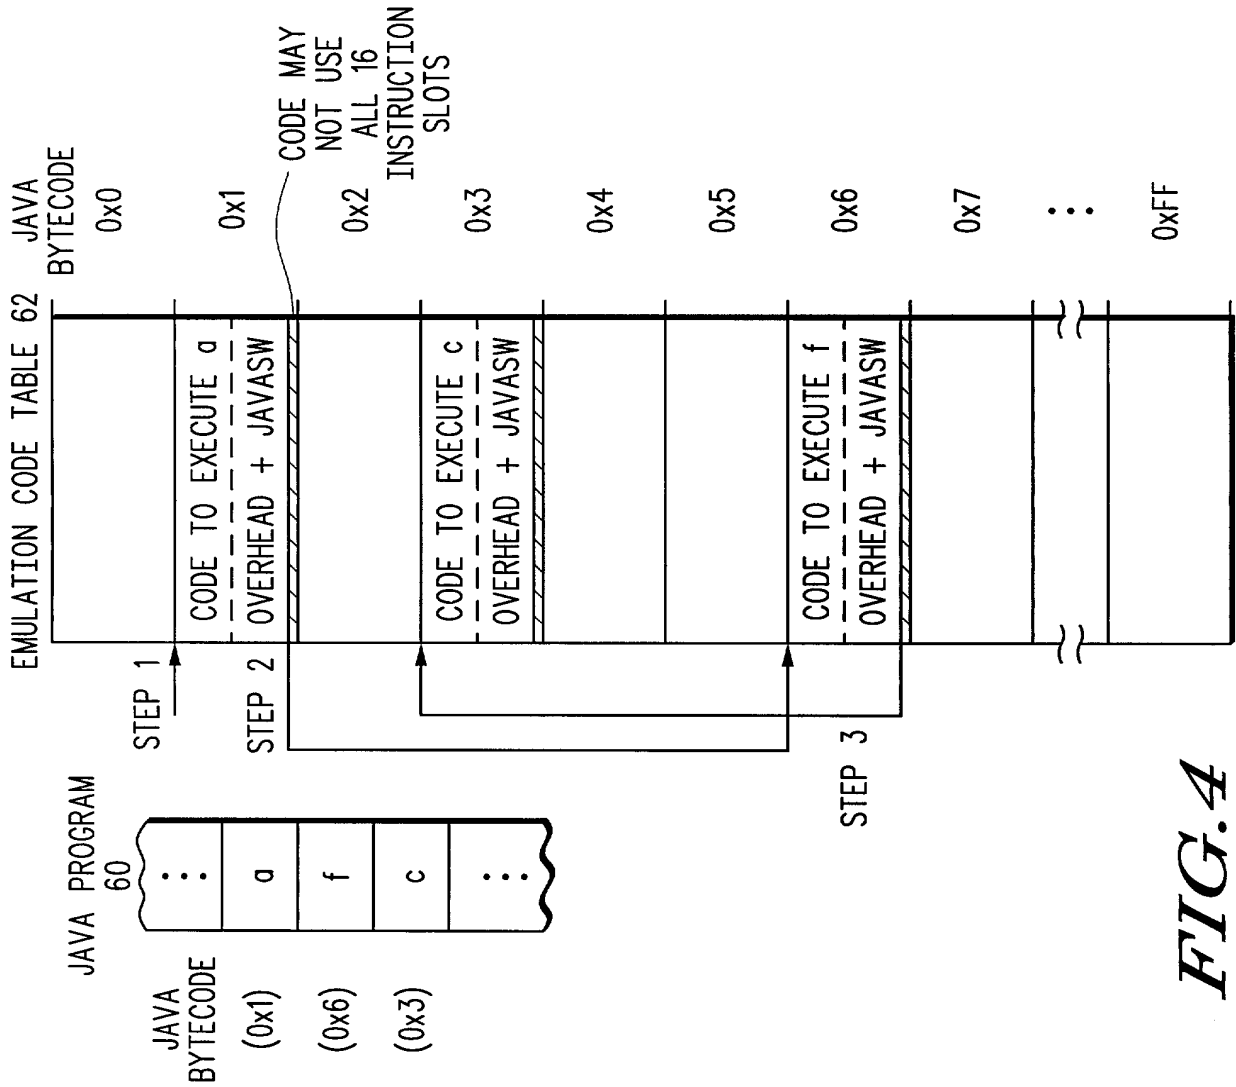 JAVA PROGRAM
60
JAVA
BYTECODE
⋮
(0x1)
a
(0x6)
f
(0x3)
c
⋮
EMULATION CODE TABLE 62
JAVA
BYTECODE
0x0
STEP 1
CODE TO EXECUTE a
OVERHEAD + JAVASW
0x1
STEP 2
CODE MAY
NOT USE
ALL 16
INSTRUCTION
SLOTS
0x2
CODE TO EXECUTE c
OVERHEAD + JAVASW
0x3
0x4
0x5
STEP 3
CODE TO EXECUTE f
OVERHEAD + JAVASW
0x6
0x7
⋮
0xFF
FIG.4